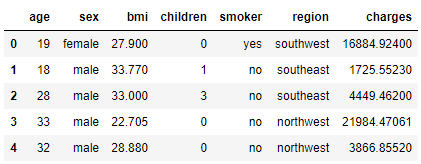 age sex bmi children smoker region charges
0 19 female 27.900 0 yes southwest 16884.92400
1 18 male 33.770 1 no southeast 1725.55230
2 28 male 33.000 3 no southeast 4449.46200
3 33 male 22.705 0 no northwest 21984.47061
4 32 male 28.880 0 no northwest 3866.85520